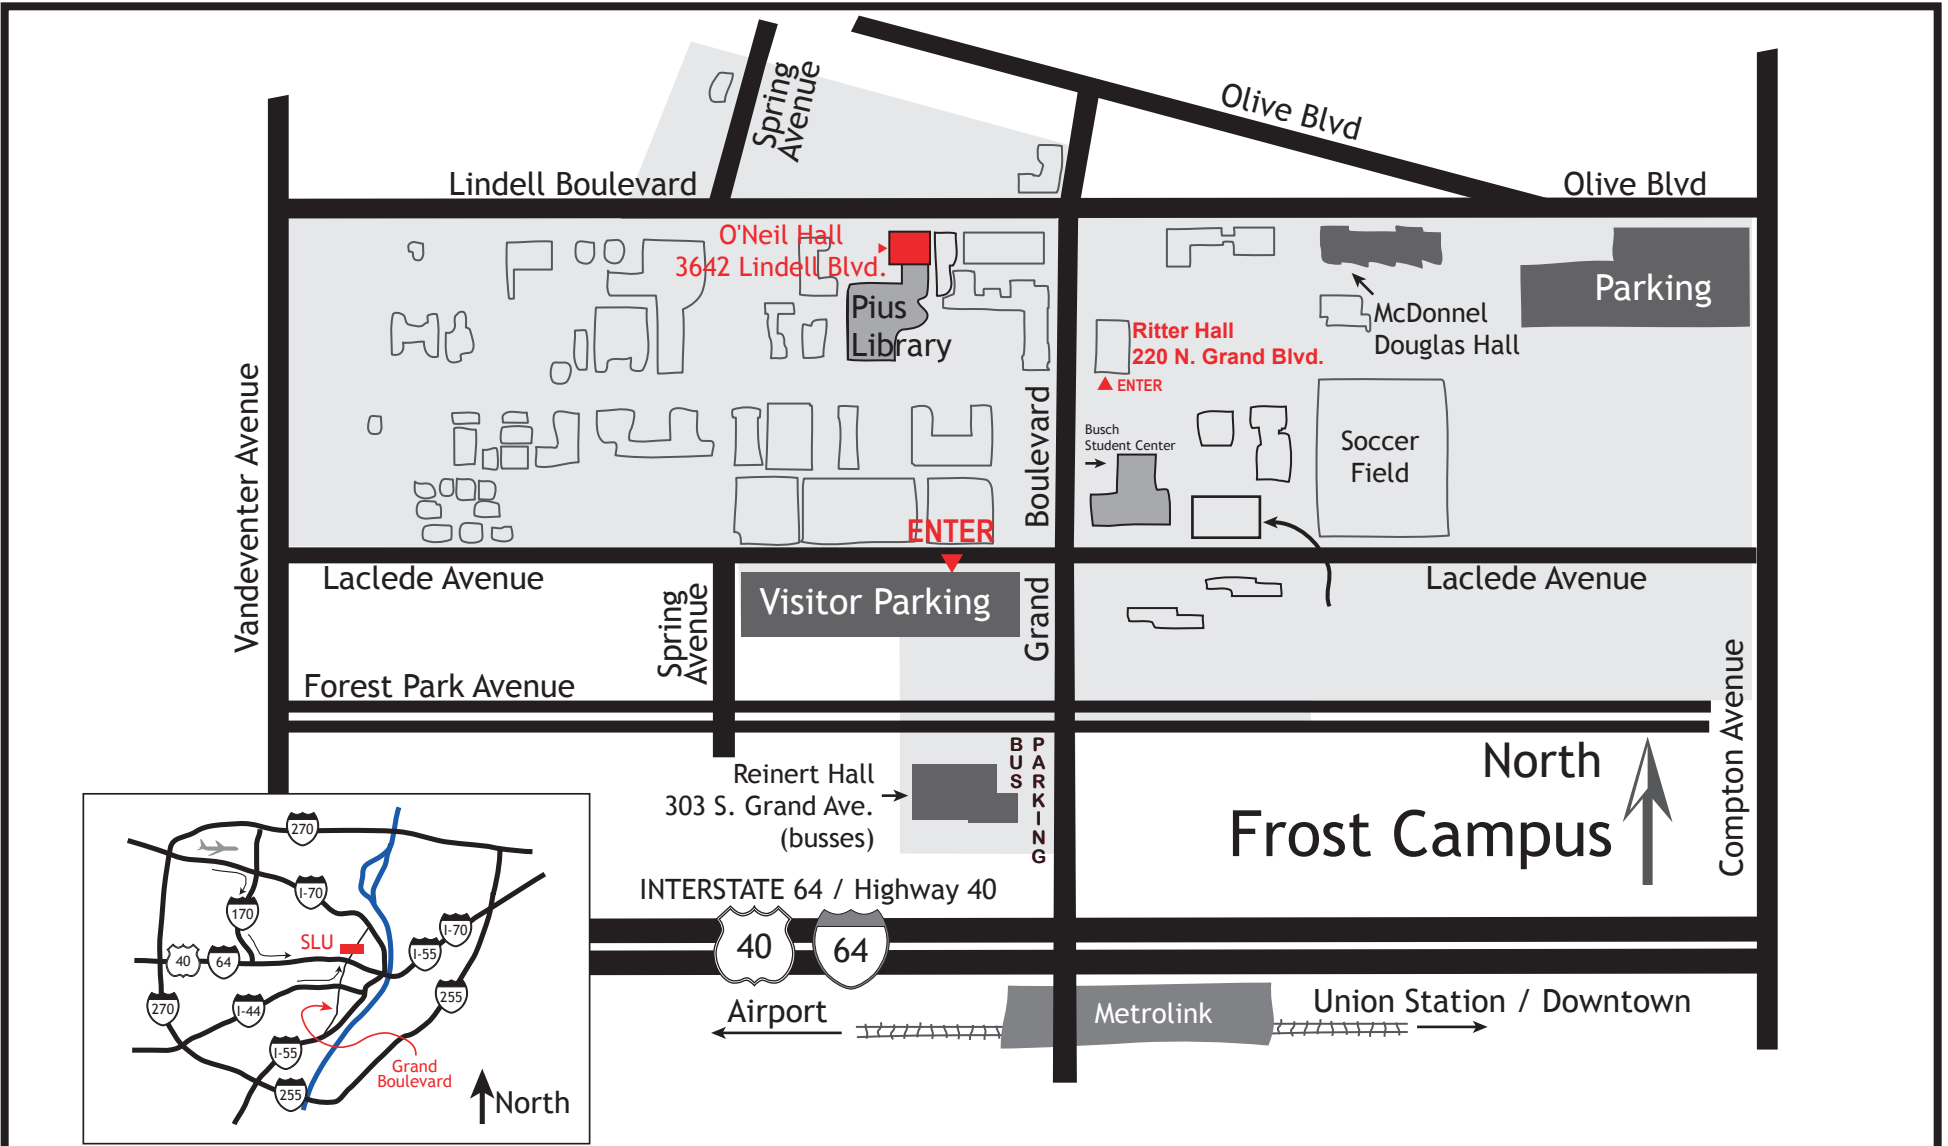 Spring
Avenue
Olive Blvd
Lindell Boulevard
Olive Blvd
O'Neil Hall
3642 Lindell Blvd.
Pius
Library
Parking
McDonnel
Douglas Hall
Ritter Hall
220 N. Grand Blvd.
ENTER
Vandeventer Avenue
Grand Boulevard
Busch
Student Center
Soccer
Field
ENTER
Laclede Avenue
Laclede Avenue
Visitor Parking
Spring
Avenue
Forest Park Avenue
Compton Avenue
BUS
PARKING
Reinert Hall
303 S. Grand Ave.
(busses)
North
Frost Campus
INTERSTATE 64 / Highway 40
40
64
Airport
Metrolink
Union Station / Downtown
270
I-70
170
I-70
SLU
40
64
I-55
270
I-44
255
I-55
Grand
Boulevard
255
North